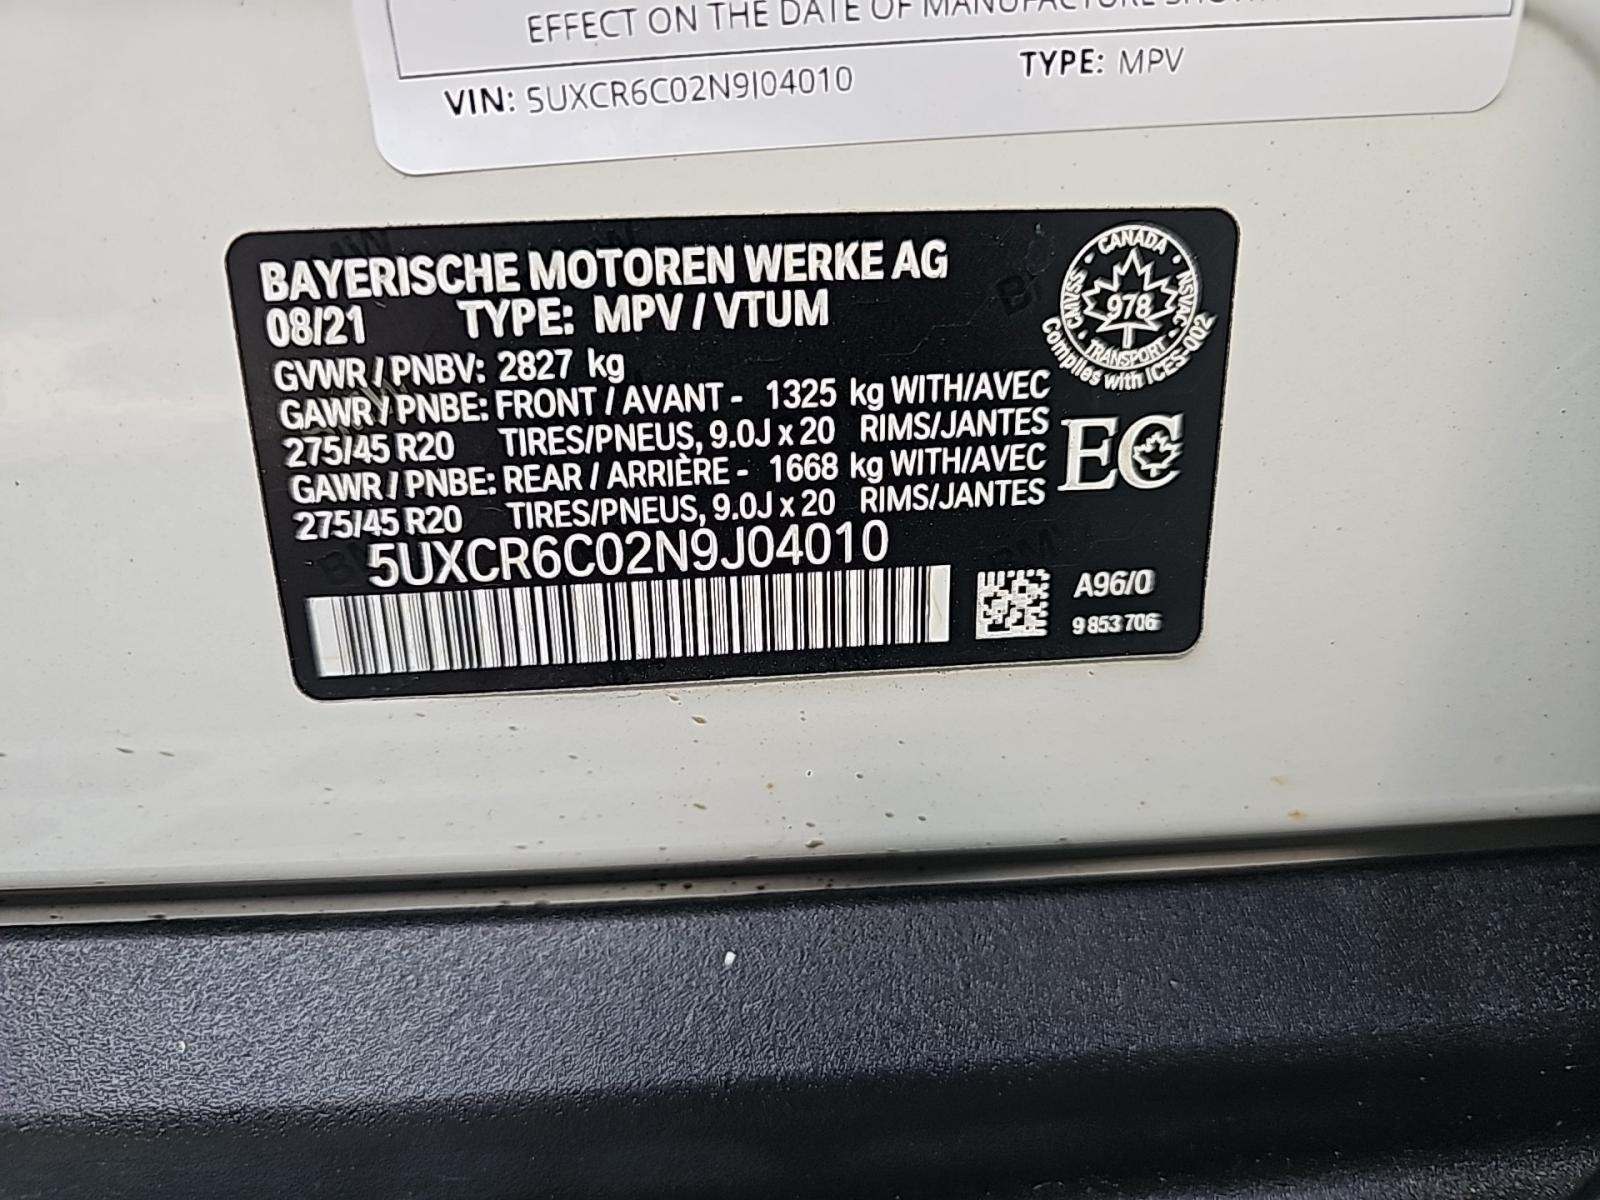 EFFECT ON THE DATE OF MANUFACTURE SHOWN
VIN: 5UXCR6C02N9J04010 TYPE: MPV
BAYERISCHE MOTOREN WERKE AG
08/21 TYPE: MPV / VTUM
GVWR / PNBV: 2827 kg
GAWR / PNBE: FRONT / AVANT - 1325 kg WITH/AVEC
275/45 R20 TIRES/PNEUS, 9.0J x 20 RIMS/JANTES
GAWR / PNBE: REAR / ARRIÈRE - 1668 kg WITH/AVEC
275/45 R20 TIRES/PNEUS, 9.0J x 20 RIMS/JANTES
5UXCR6C02N9J04010
CANADA
CMVSS
NSVAC
978
TRANSPORT
Complies with ICES-002
EC
A96/0
9 853 706